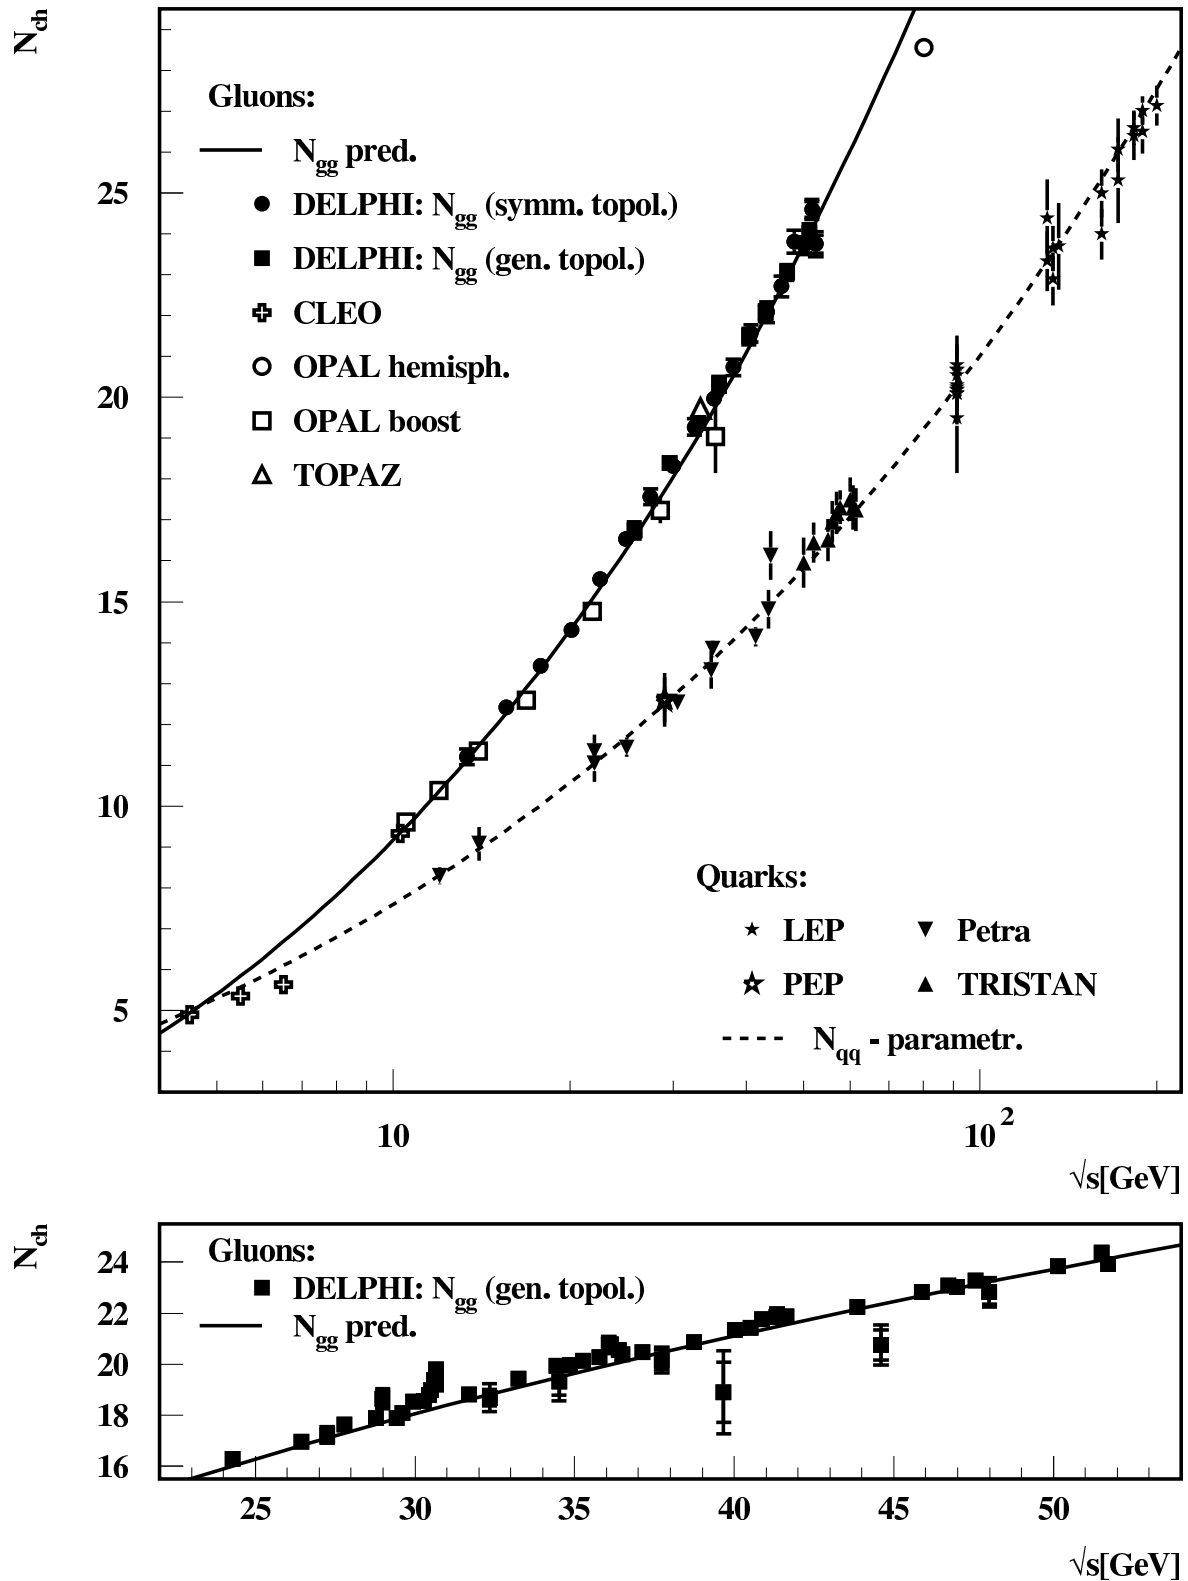 N_ch
Gluons:
N_gg pred.
DELPHI: N_gg (symm. topol.)
DELPHI: N_gg (gen. topol.)
CLEO
OPAL hemisph.
OPAL boost
TOPAZ
25
20
15
10
5
Quarks:
LEP Petra
PEP TRISTAN
N_qq - parametr.
10 10^2
√s[GeV]
N_ch
Gluons:
DELPHI: N_gg (gen. topol.)
N_gg pred.
24
22
20
18
16
25 30 35 40 45 50
√s[GeV]